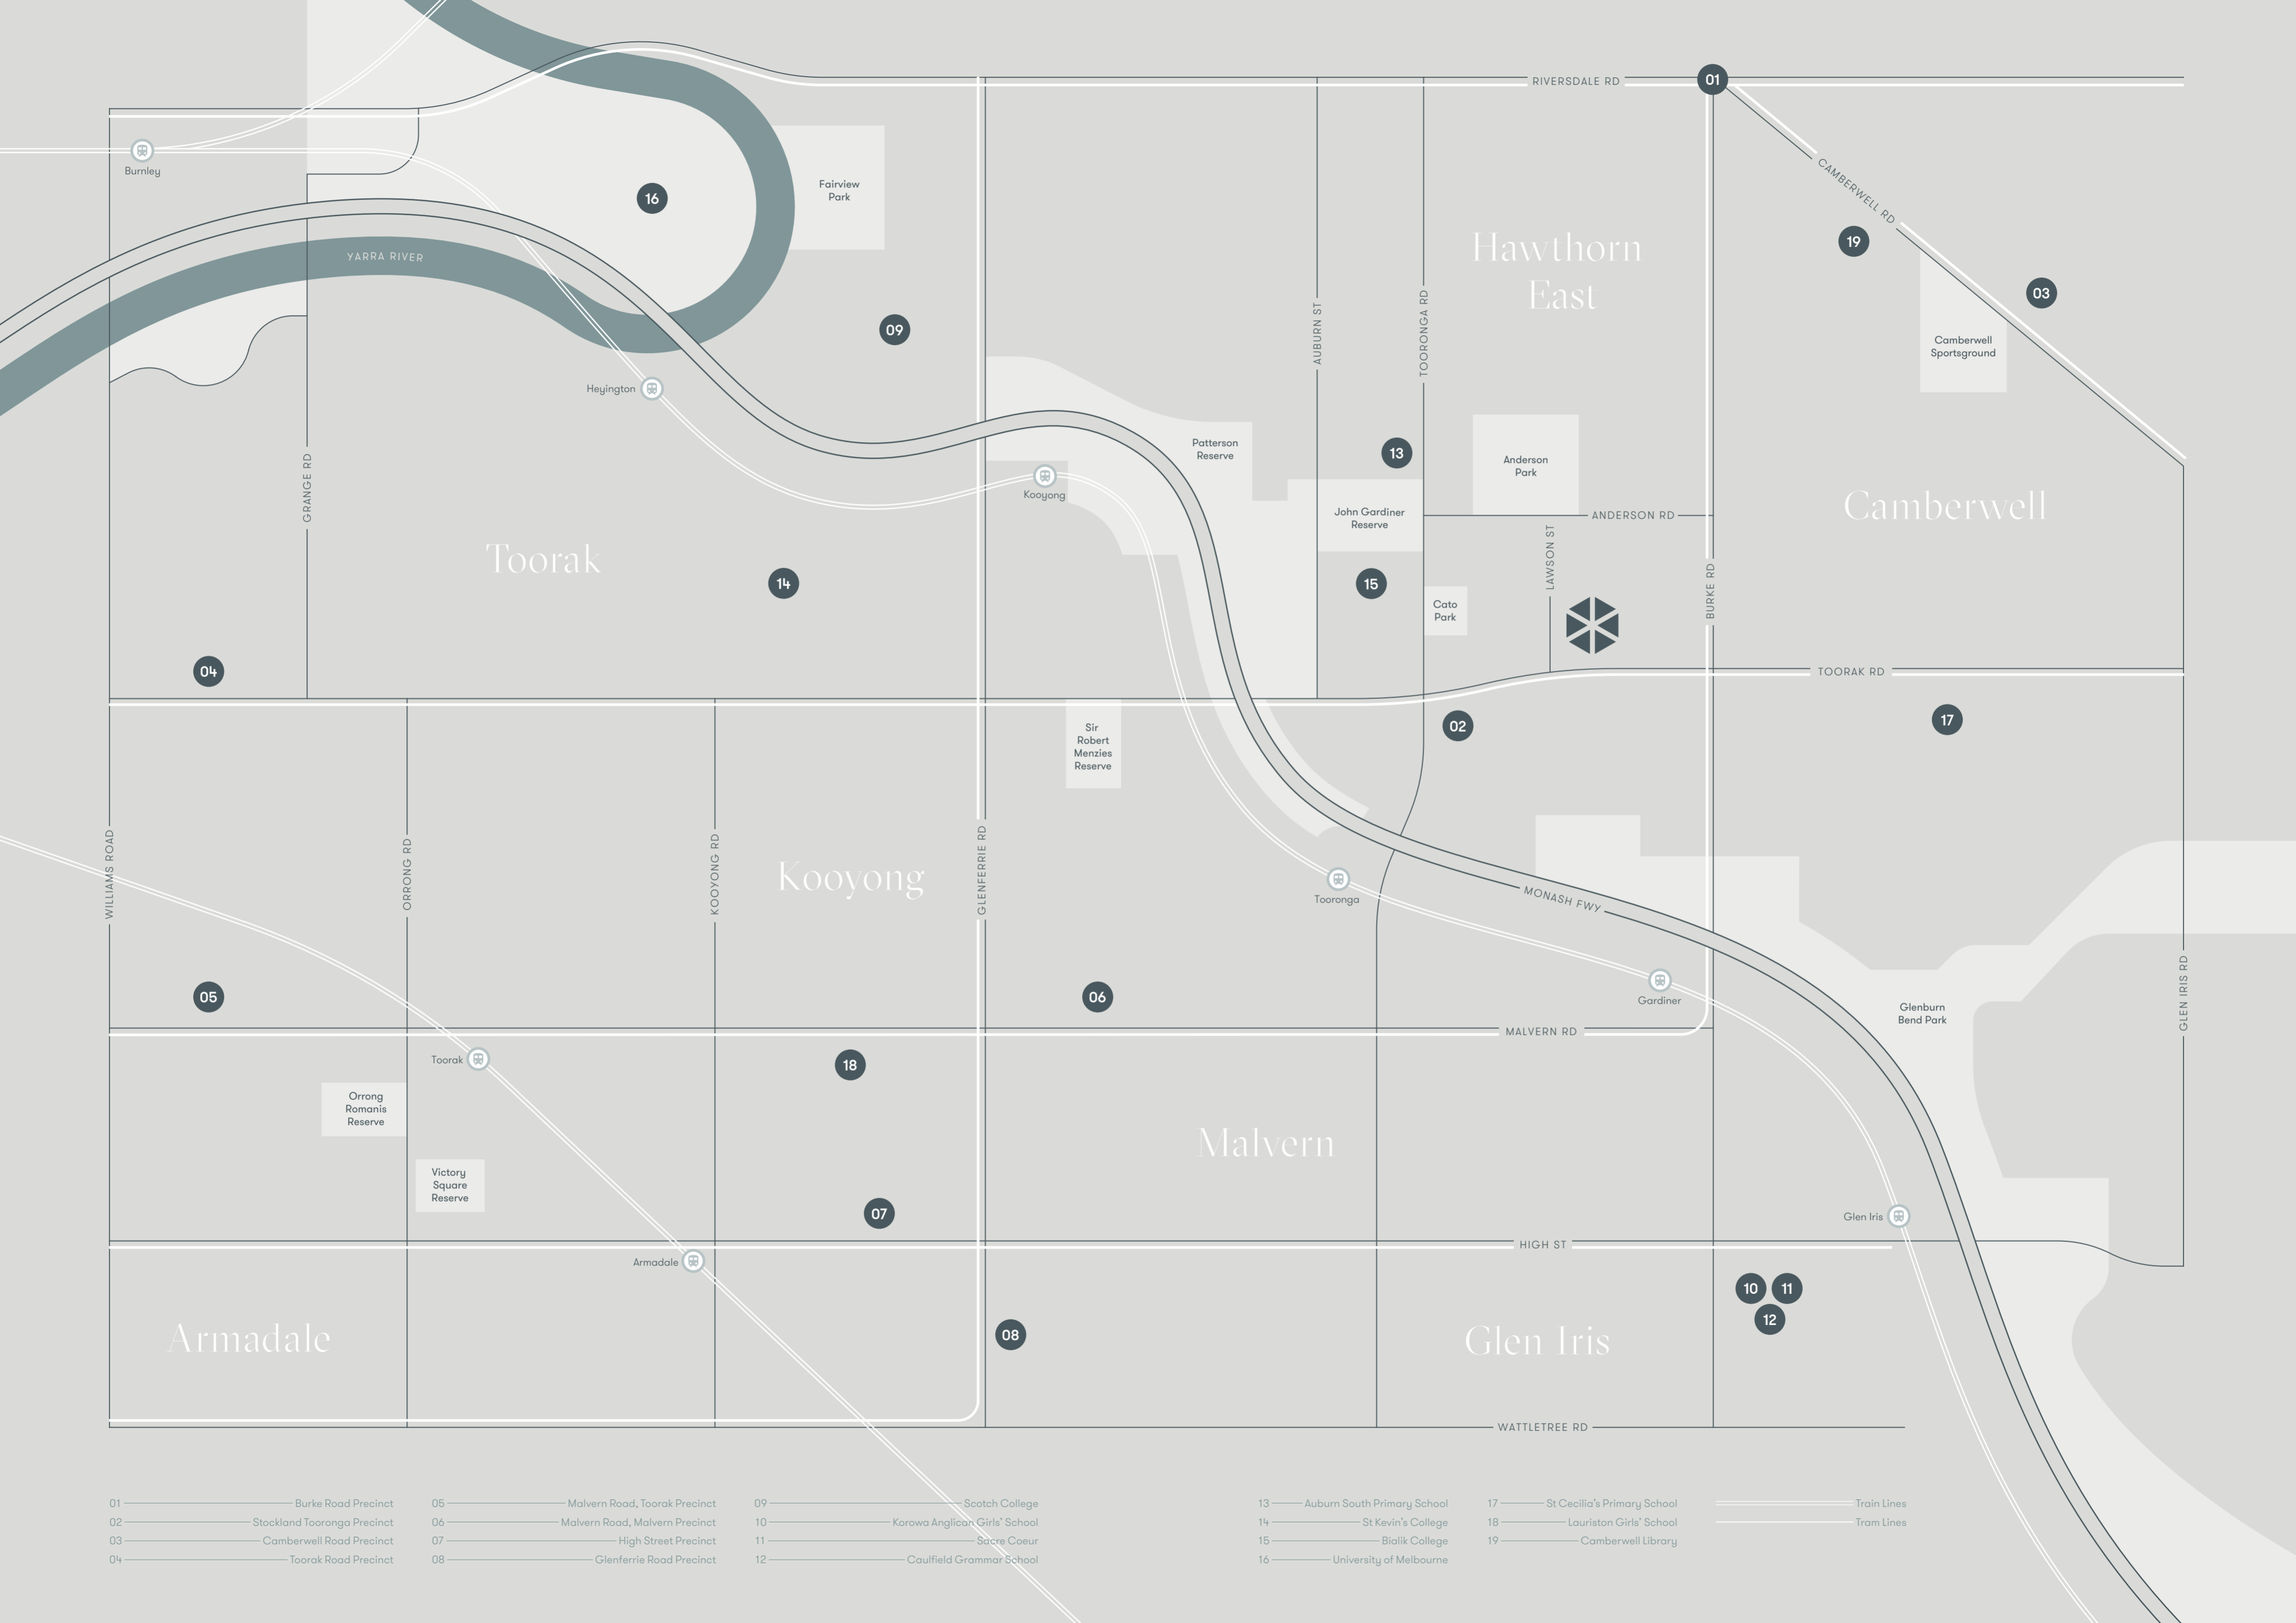 RIVERSDALE RD
01
Burnley
CAMBERWELL RD
16
Fairview
Park
Hawthorn
East
19
YARRA RIVER
03
09
AUBURN ST
TOORONGA RD
Camberwell
Sportsground
Heyington
Patterson
Reserve
13
Anderson
Park
GRANGE RD
Kooyong
John Gardiner
Reserve
ANDERSON RD
Camberwell
Toorak
LAWSON ST
14
15
BURKE RD
Cato
Park
04
TOORAK RD
Sir
Robert
Menzies
Reserve
02
17
WILLIAMS ROAD
ORRONG RD
KOOYONG RD
Kooyong
GLENFERRIE RD
Tooronga
MONASH FWY
05
06
Gardiner
Glenburn
Bend Park
GLEN IRIS RD
MALVERN RD
Toorak
18
Orrong
Romanis
Reserve
Malvern
Victory
Square
Reserve
07
Glen Iris
HIGH ST
Armadale
10
11
12
Armadale
08
Glen Iris
WATTLETREE RD
01 Burke Road Precinct
02 Stockland Tooronga Precinct
03 Camberwell Road Precinct
04 Toorak Road Precinct
05 Malvern Road, Toorak Precinct
06 Malvern Road, Malvern Precinct
07 High Street Precinct
08 Glenferrie Road Precinct
09 Scotch College
10 Korowa Anglican Girls' School
11 Sacre Coeur
12 Caulfield Grammar School
13 Auburn South Primary School
14 St Kevin's College
15 Bialik College
16 University of Melbourne
17 St Cecilia's Primary School
18 Lauriston Girls' School
19 Camberwell Library
Train Lines
Tram Lines